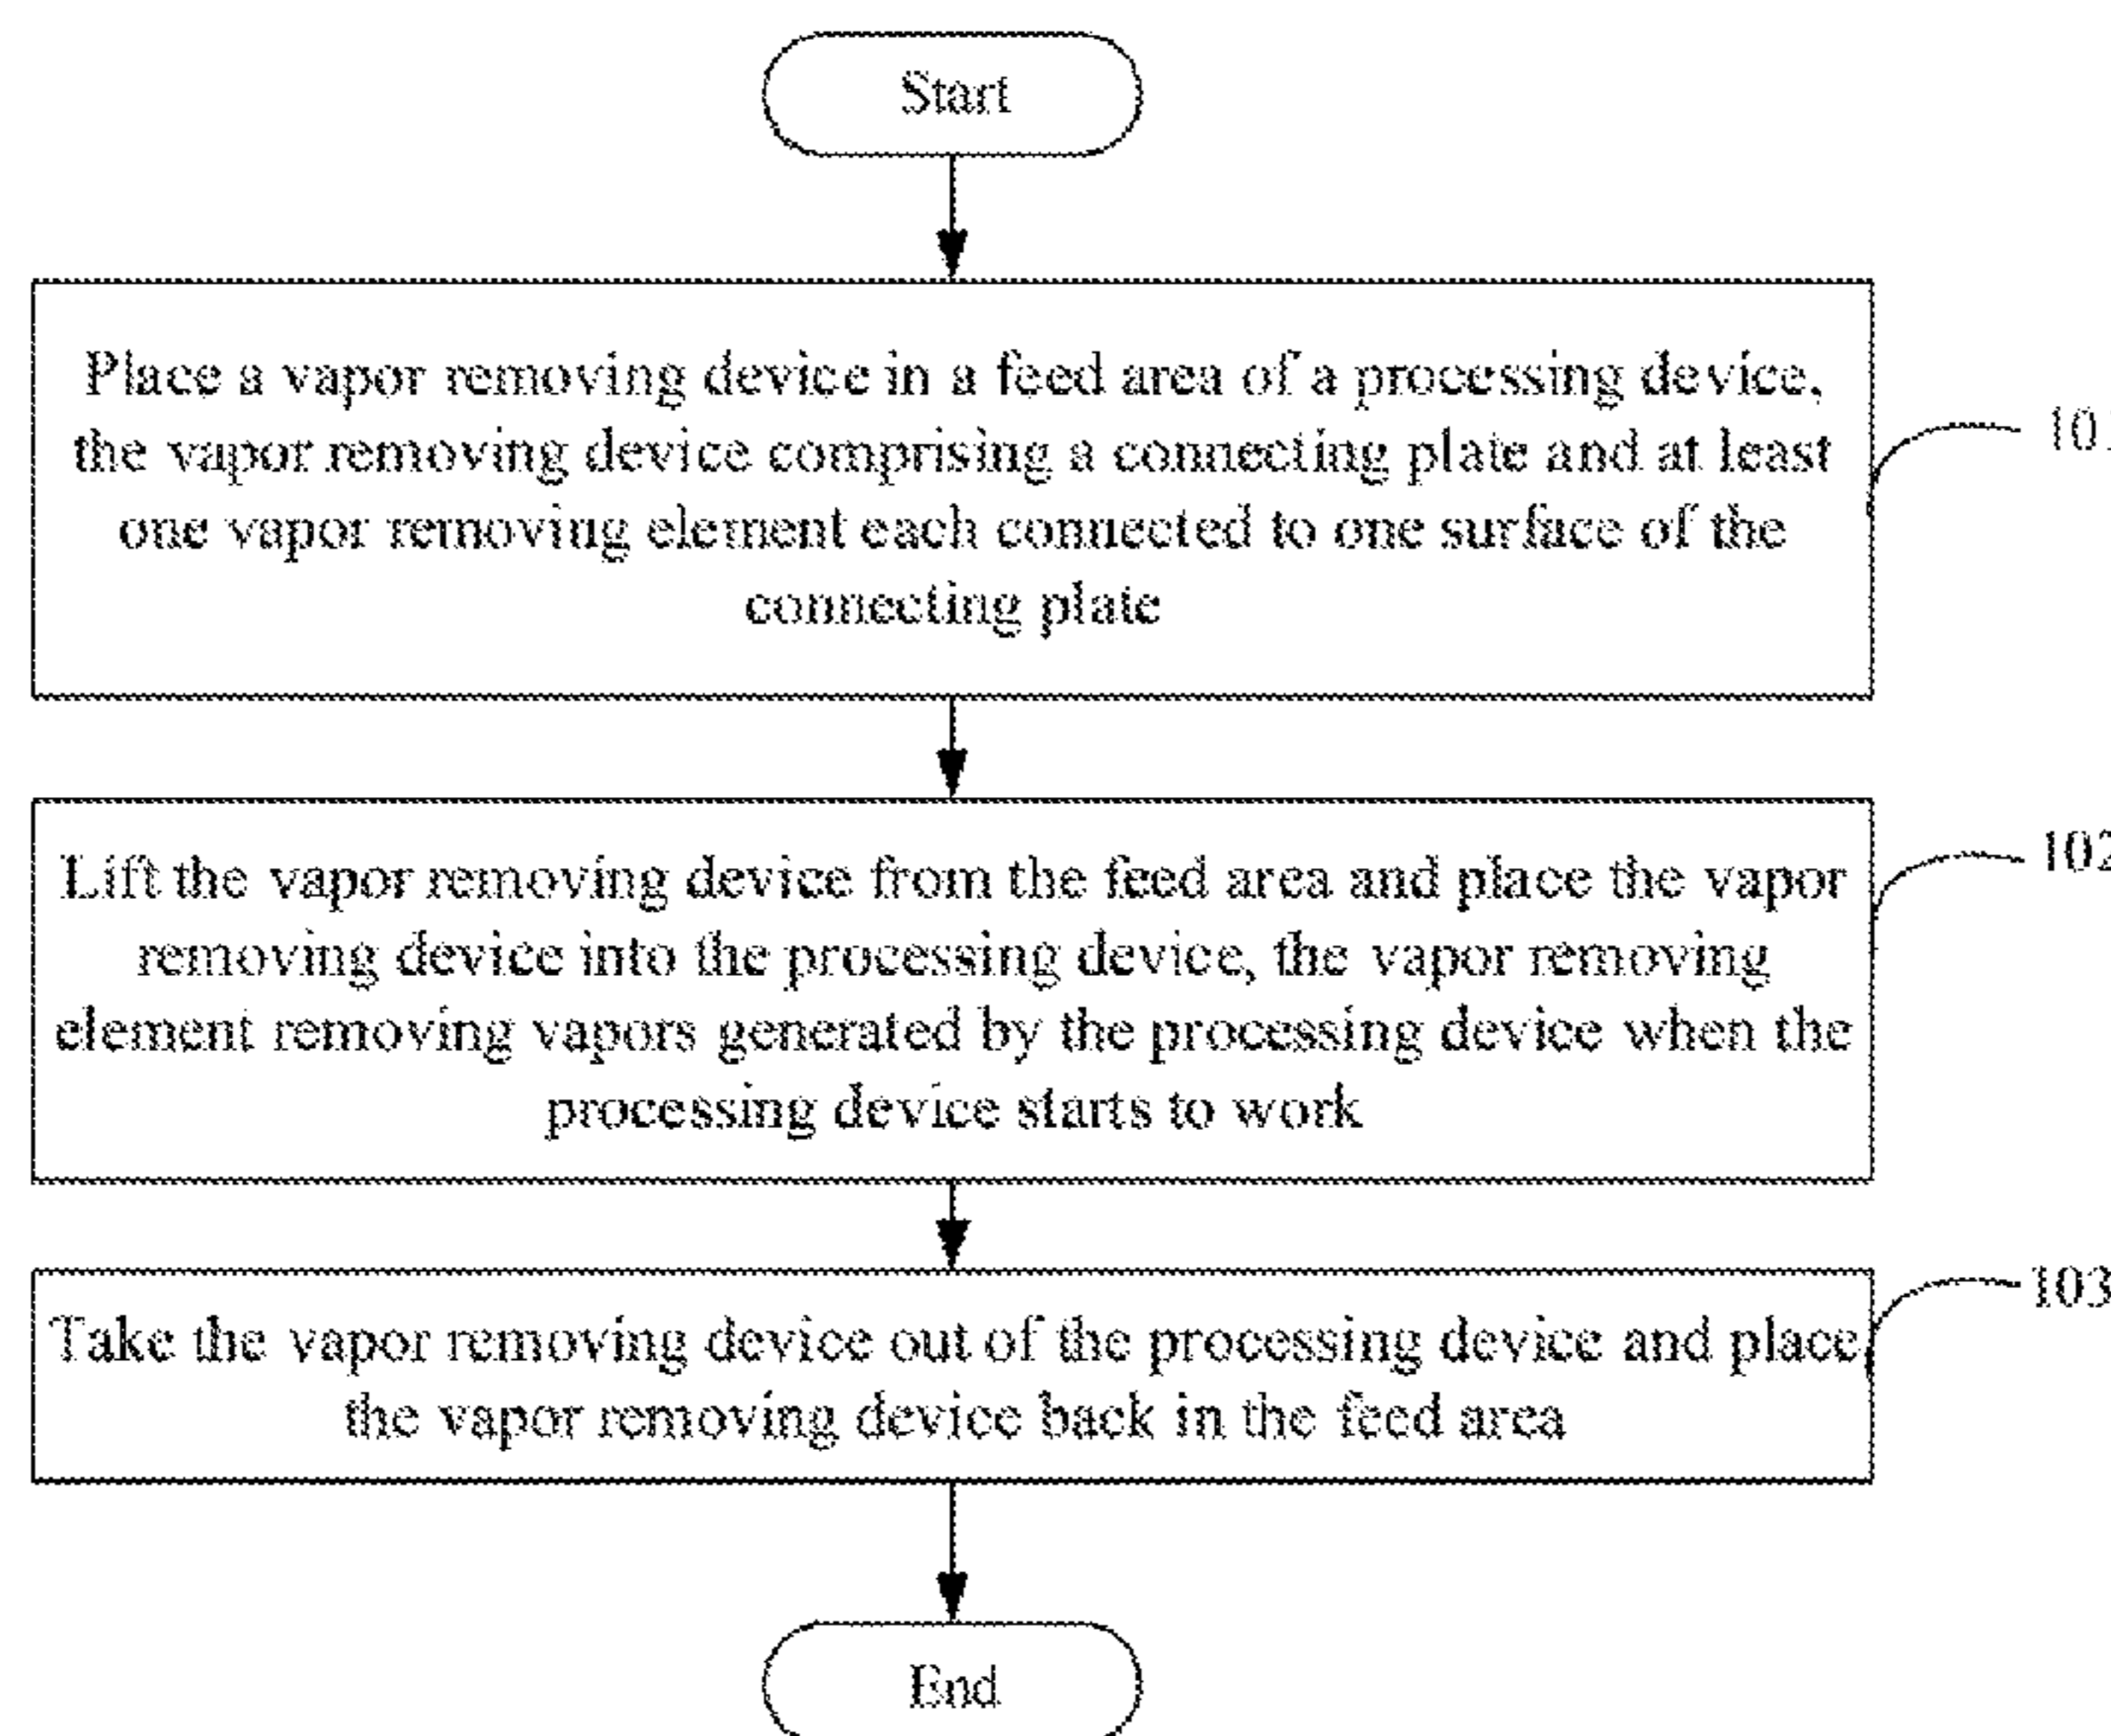 Start
Place a vapor removing device in a feed area of a processing device,
the vapor removing device comprising a connecting plate and at least
one vapor removing element each connected to one surface of the
connecting plate
101
Lift the vapor removing device from the feed area and place the vapor
removing device into the processing device, the vapor removing
element removing vapors generated by the processing device when the
processing device starts to work
102
Take the vapor removing device out of the processing device and place
the vapor removing device back in the feed area
103
End